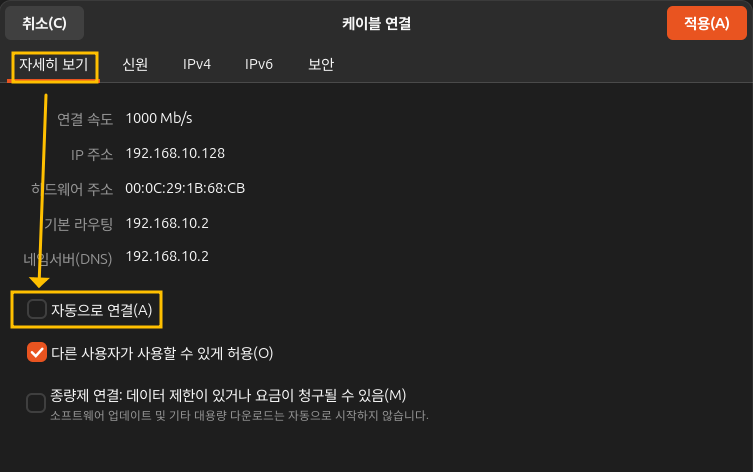 취소(C) 케이블 연결 적용(A)
자세히 보기 신원 IPv4 IPv6 보안
연결 속도 1000 Mb/s
IP 주소 192.168.10.128
하드웨어 주소 00:0C:29:1B:68:CB
기본 라우팅 192.168.10.2
네임서버(DNS) 192.168.10.2
자동으로 연결(A)
다른 사용자가 사용할 수 있게 허용(O)
종량제 연결: 데이터 제한이 있거나 요금이 청구될 수 있음(M)
소프트웨어 업데이트 및 기타 대용량 다운로드는 자동으로 시작하지 않습니다.